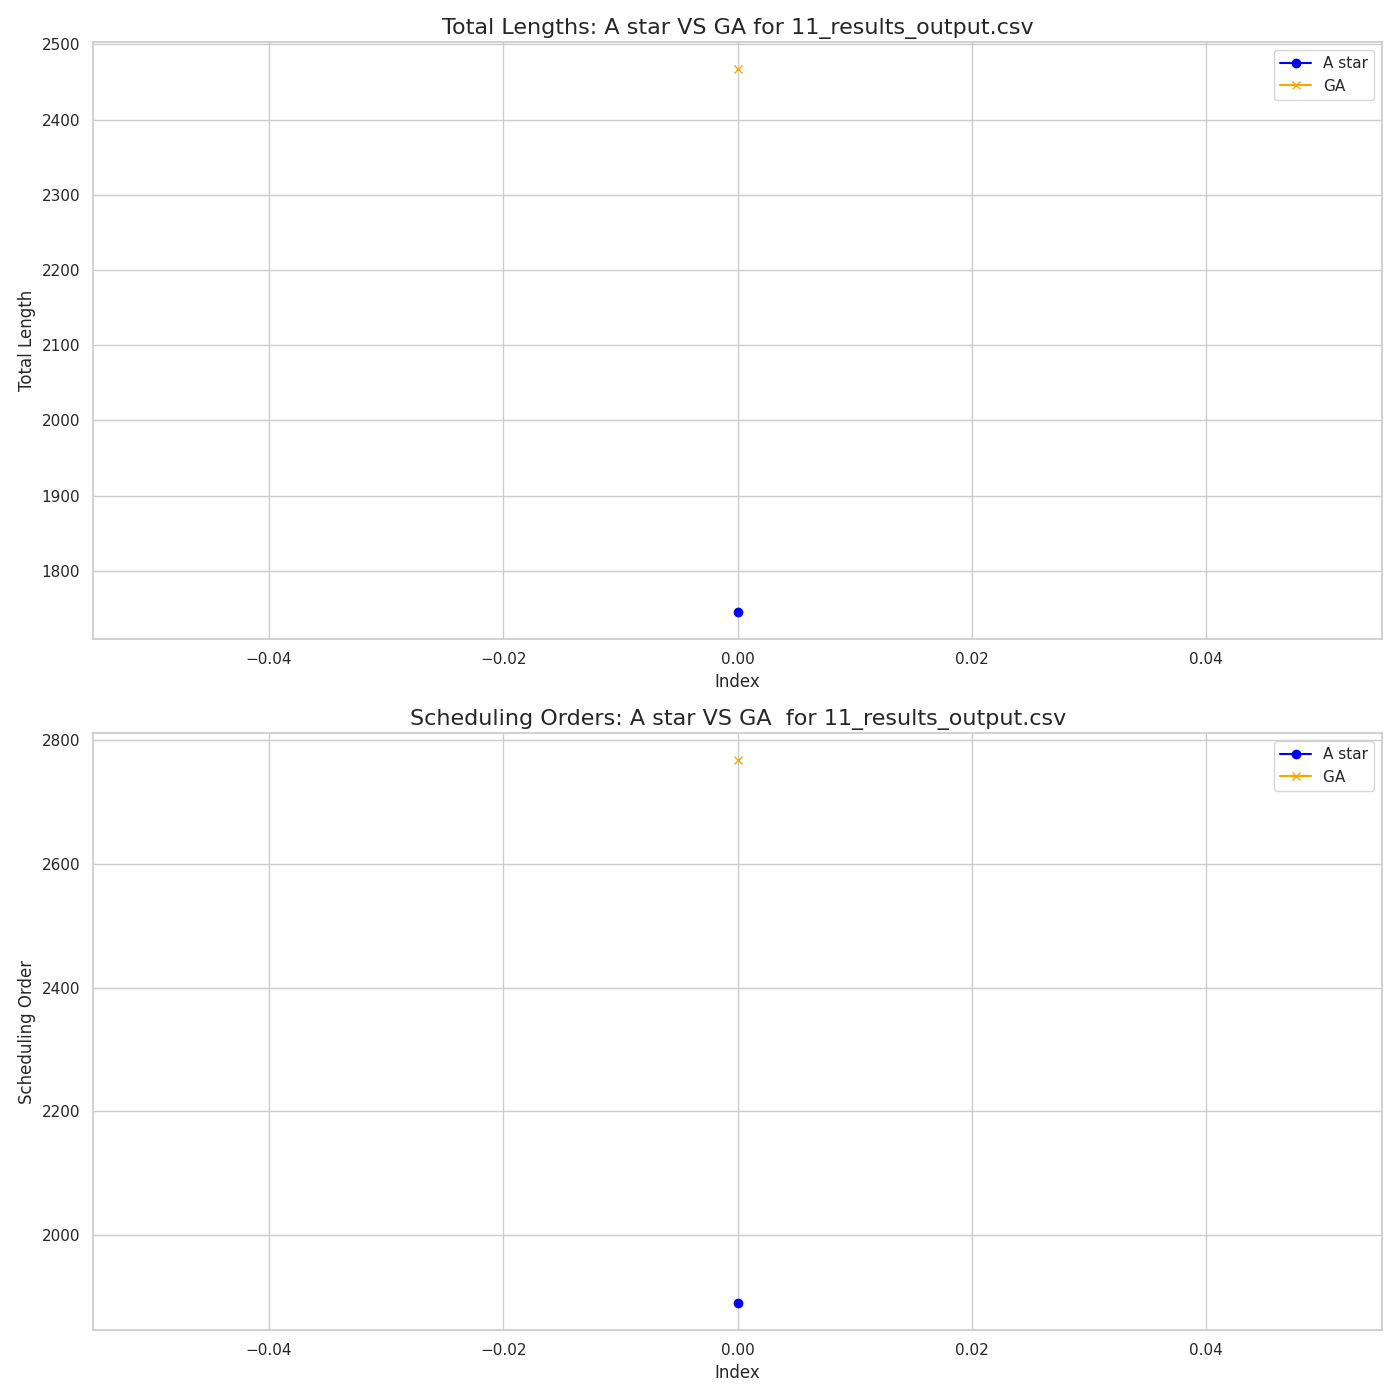 Total Lengths: A star VS GA for 11_results_output.csv
2500
2400
2300
2200
2100
2000
1900
1800
Total Length
A star
GA
−0.04
−0.02
0.00
0.02
0.04
Index
Scheduling Orders: A star VS GA  for 11_results_output.csv
2800
2600
2400
2200
2000
Scheduling Order
A star
GA
−0.04
−0.02
0.00
0.02
0.04
Index